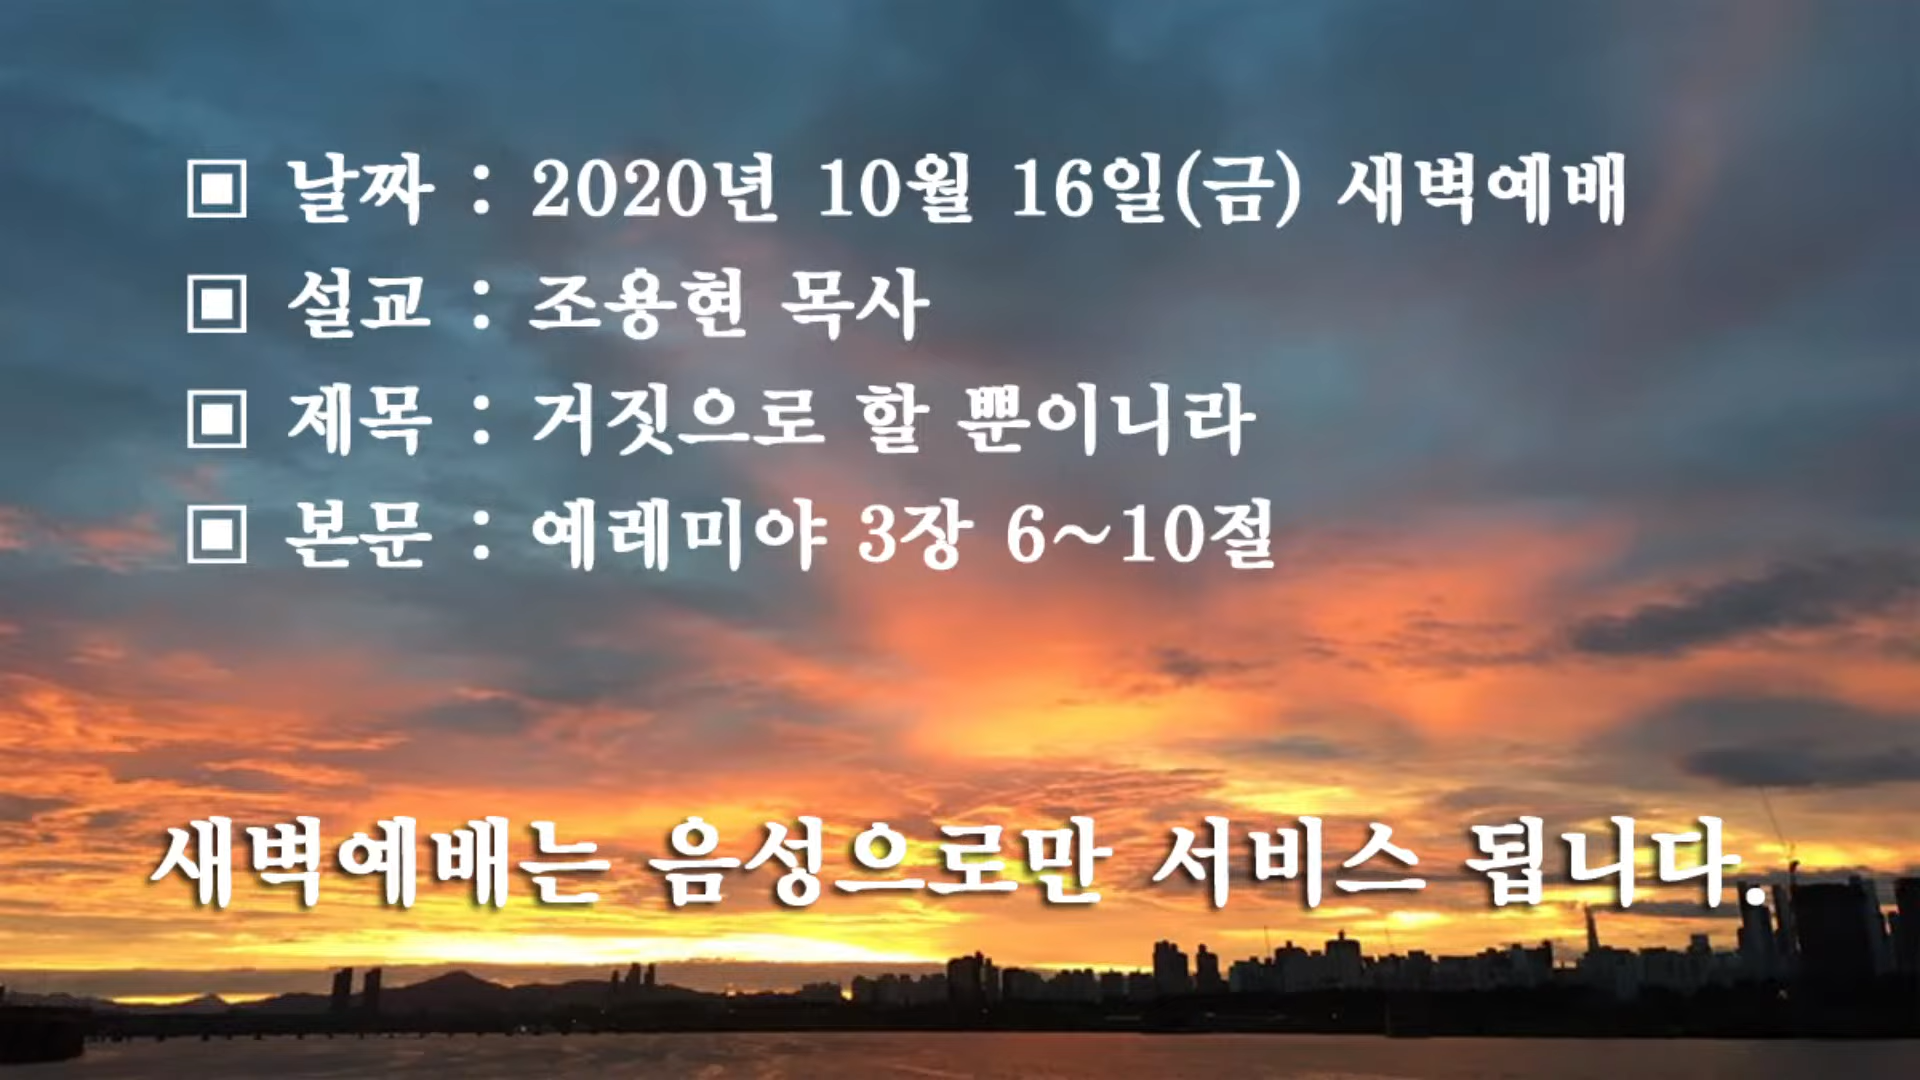 ▣ 날짜 : 2020년 10월 16일(금) 새벽예배
▣ 설교 : 조용현 목사
▣ 제목 : 거짓으로 할 뿐이니라
▣ 본문 : 예레미야 3장 6~10절
새벽예배는 음성으로만 서비스 됩니다.